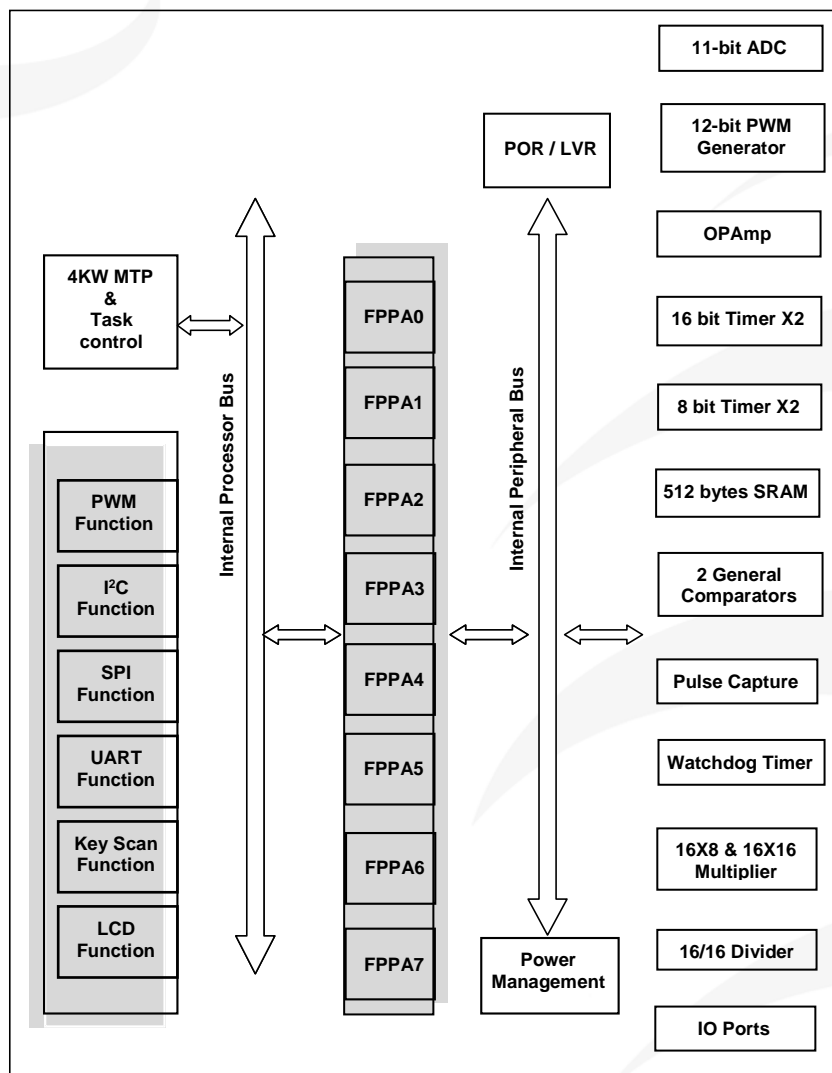 4KW MTP
&
Task
control
PWM
Function
I²C
Function
SPI
Function
UART
Function
Key Scan
Function
LCD
Function
Internal Processor Bus
FPPA0
FPPA1
FPPA2
FPPA3
FPPA4
FPPA5
FPPA6
FPPA7
POR / LVR
Internal Peripheral Bus
Power
Management
11-bit ADC
12-bit PWM
Generator
OPAmp
16 bit Timer X2
8 bit Timer X2
512 bytes SRAM
2 General
Comparators
Pulse Capture
Watchdog Timer
16X8 & 16X16
Multiplier
16/16 Divider
IO Ports